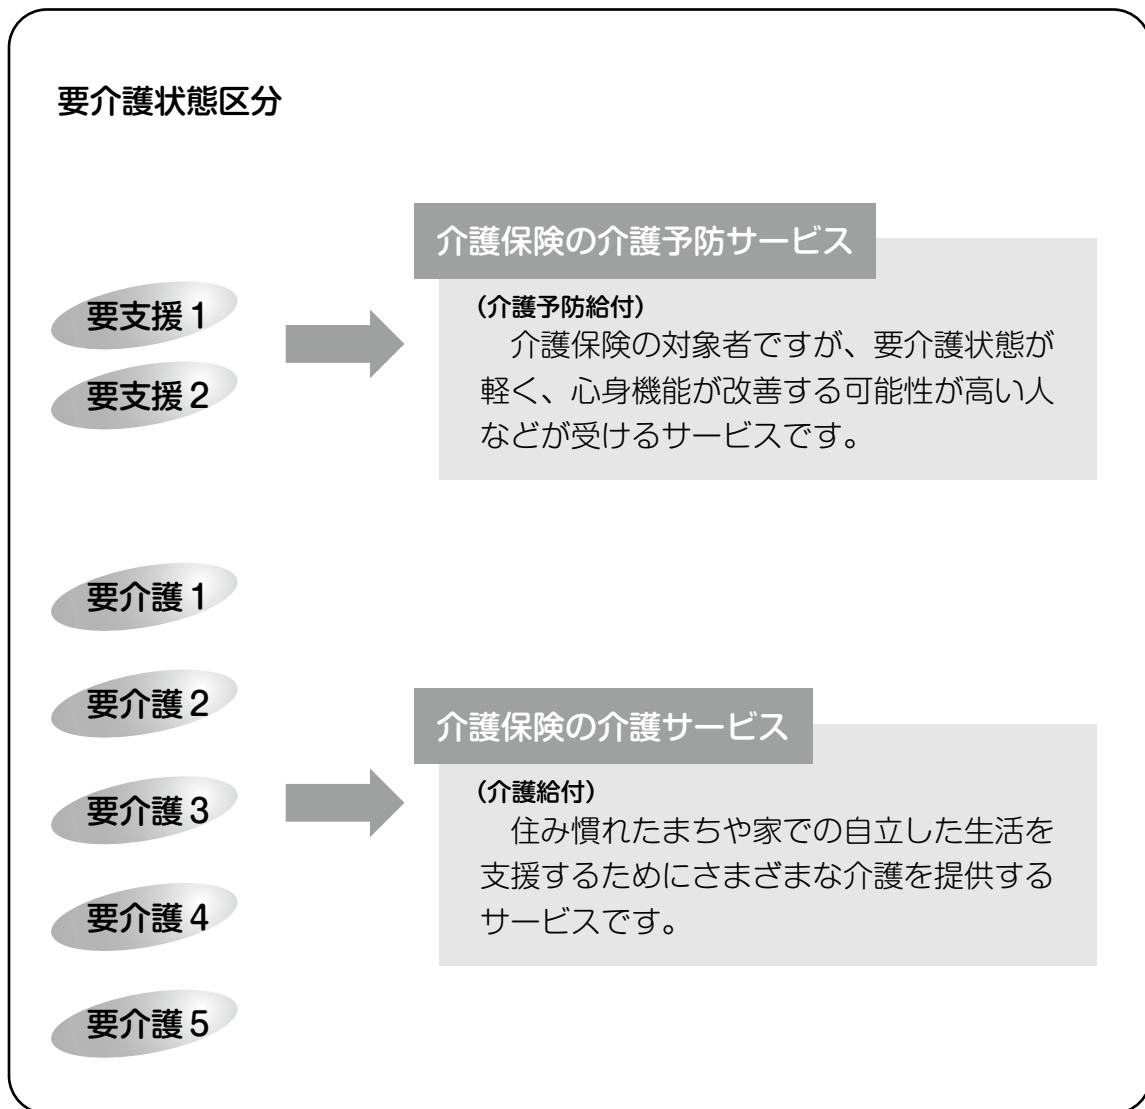 要介護状態区分
介護保険の介護予防サービス
要支援1
要支援2
（介護予防給付）
介護保険の対象者ですが、要介護状態が
軽く、心身機能が改善する可能性が高い人
などが受けるサービスです。
要介護1
要介護2
要介護3
要介護4
要介護5
介護保険の介護サービス
（介護給付）
住み慣れたまちや家での自立した生活を
支援するためにさまざまな介護を提供する
サービスです。